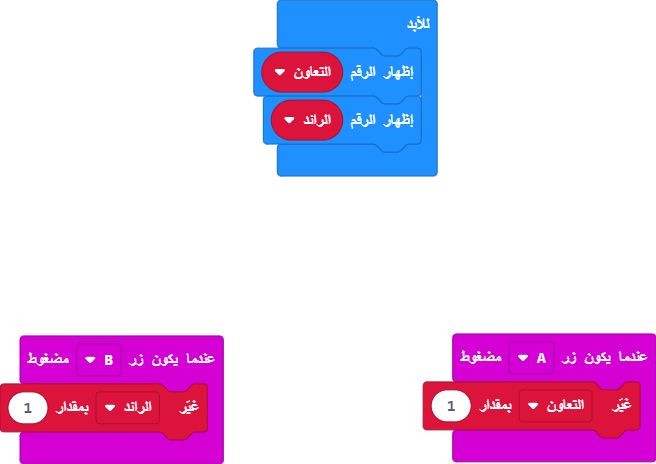 للأبد
إظهار الرقم التعاون
إظهار الرقم الرائد
عندما يكون زر A مضغوط
غيّر التعاون بمقدار 1
عندما يكون زر B مضغوط
غيّر الرائد بمقدار 1